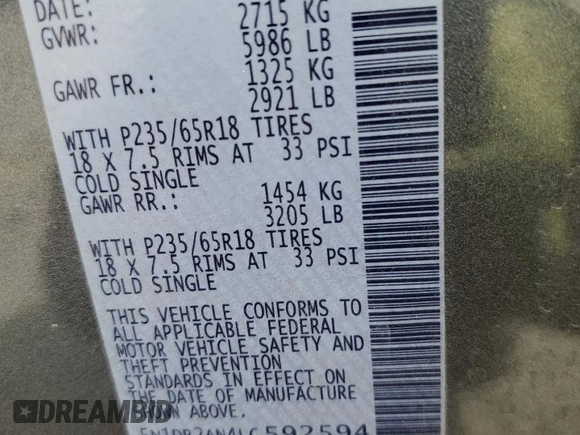 DATE: 2715 KG
GVWR: 5986 LB
GAWR FR.: 1325 KG
2921 LB
WITH P235/65R18 TIRES
18 X 7.5 RIMS AT 33 PSI
COLD SINGLE
GAWR RR.: 1454 KG
3205 LB
WITH P235/65R18 TIRES
18 X 7.5 RIMS AT 33 PSI
COLD SINGLE
THIS VEHICLE CONFORMS TO
ALL APPLICABLE FEDERAL
MOTOR VEHICLE SAFETY AND
THEFT PREVENTION
STANDARDS IN EFFECT ON
THE DATE OF MANUFACTURE
SHOWN ABOVE.
DREAMBID